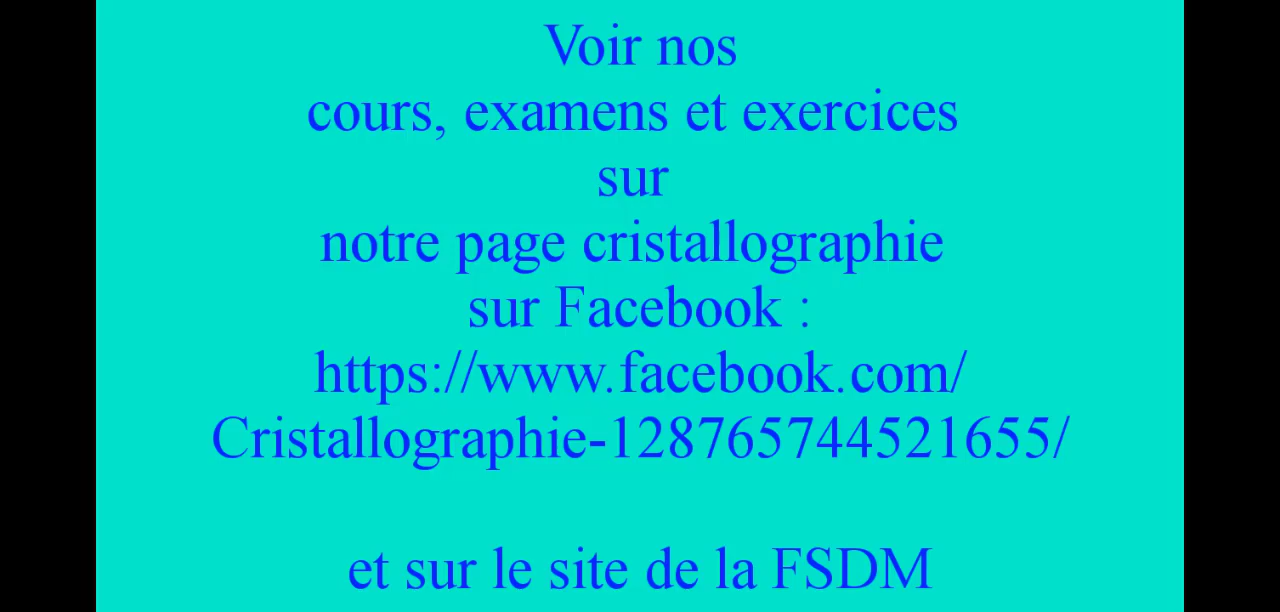 Voir nos
cours, examens et exercices
sur
notre page cristallographie
sur Facebook :
https://www.facebook.com/
Cristallographie-128765744521655/
et sur le site de la FSDM